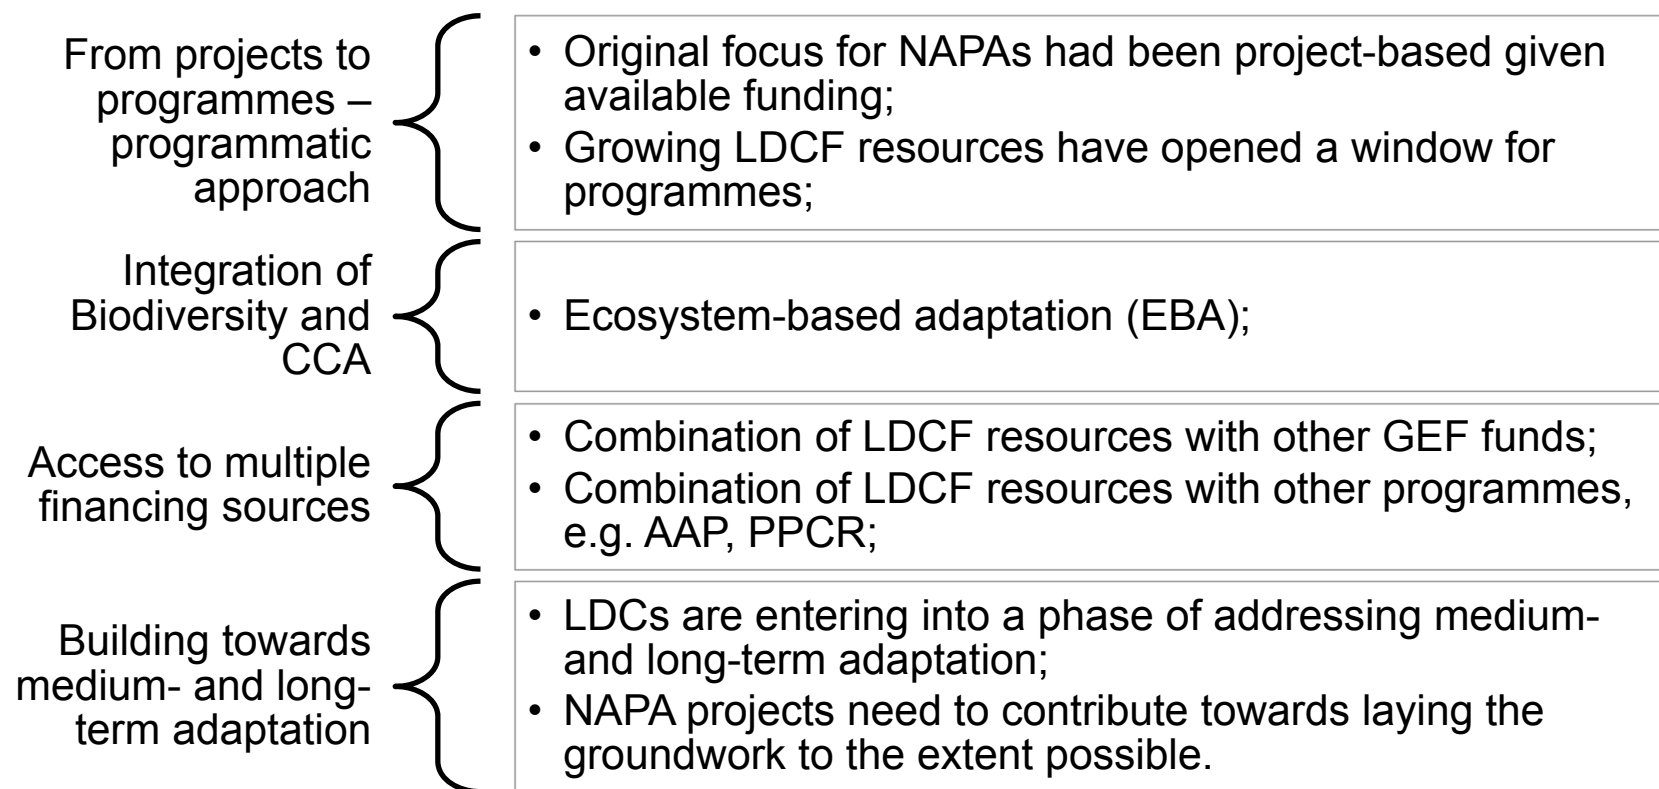 From projects to
programmes –
programmatic
approach
• Original focus for NAPAs had been project-based given
available funding;
• Growing LDCF resources have opened a window for
programmes;
Integration of
Biodiversity and
CCA
• Ecosystem-based adaptation (EBA);
Access to multiple
financing sources
• Combination of LDCF resources with other GEF funds;
• Combination of LDCF resources with other programmes,
e.g. AAP, PPCR;
Building towards
medium- and long-
term adaptation
• LDCs are entering into a phase of addressing medium-
and long-term adaptation;
• NAPA projects need to contribute towards laying the
groundwork to the extent possible.